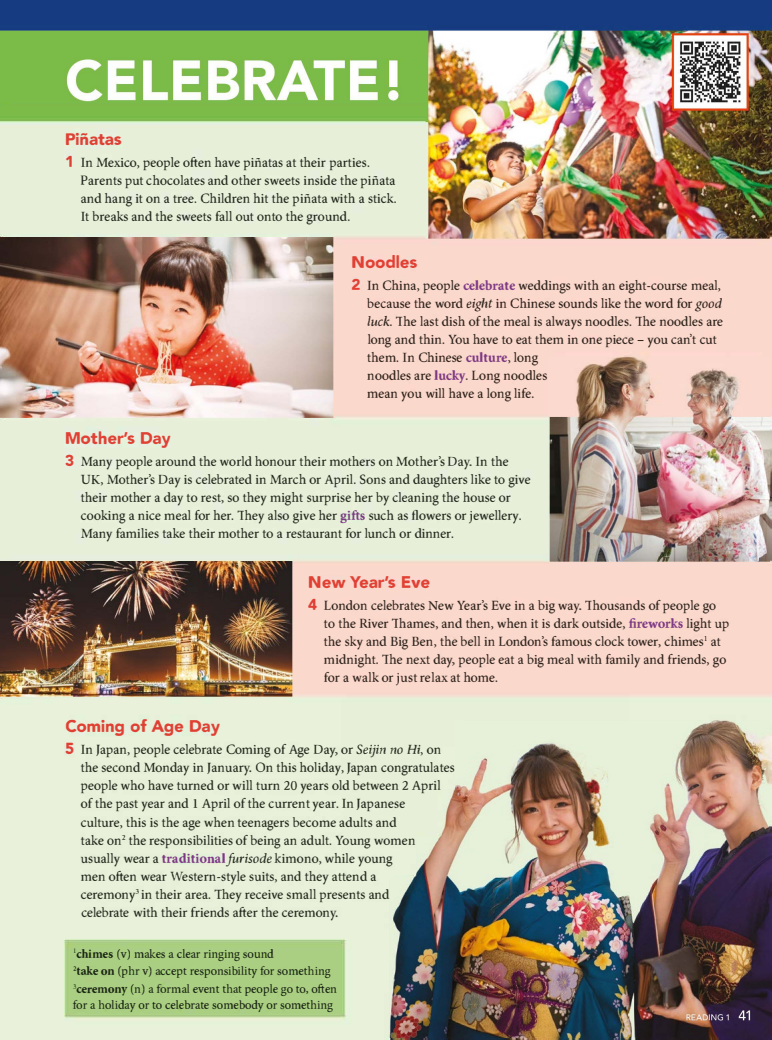 CELEBRATE!
Piñatas
1 In Mexico, people often have piñatas at their parties.
Parents put chocolates and other sweets inside the piñata
and hang it on a tree. Children hit the piñata with a stick.
It breaks and the sweets fall out onto the ground.
Noodles
2 In China, people celebrate weddings with an eight-course meal,
because the word eight in Chinese sounds like the word for good
luck. The last dish of the meal is always noodles. The noodles are
long and thin. You have to eat them in one piece – you can't cut
them. In Chinese culture, long
noodles are lucky. Long noodles
mean you will have a long life.
Mother's Day
3 Many people around the world honour their mothers on Mother's Day. In the
UK, Mother's Day is celebrated in March or April. Sons and daughters like to give
their mother a day to rest, so they might surprise her by cleaning the house or
cooking a nice meal for her. They also give her gifts such as flowers or jewellery.
Many families take their mother to a restaurant for lunch or dinner.
New Year's Eve
4 London celebrates New Year's Eve in a big way. Thousands of people go
to the River Thames, and then, when it is dark outside, fireworks light up
the sky and Big Ben, the bell in London's famous clock tower, chimes¹ at
midnight. The next day, people eat a big meal with family and friends, go
for a walk or just relax at home.
Coming of Age Day
5 In Japan, people celebrate Coming of Age Day, or Seijin no Hi, on
the second Monday in January. On this holiday, Japan congratulates
people who have turned or will turn 20 years old between 2 April
of the past year and 1 April of the current year. In Japanese
culture, this is the age when teenagers become adults and
take on² the responsibilities of being an adult. Young women
usually wear a traditional furisode kimono, while young
men often wear Western-style suits, and they attend a
ceremony³ in their area. They receive small presents and
celebrate with their friends after the ceremony.
¹chimes (v) makes a clear ringing sound
²take on (phr v) accept responsibility for something
³ceremony (n) a formal event that people go to, often
for a holiday or to celebrate somebody or something
READING 1 41